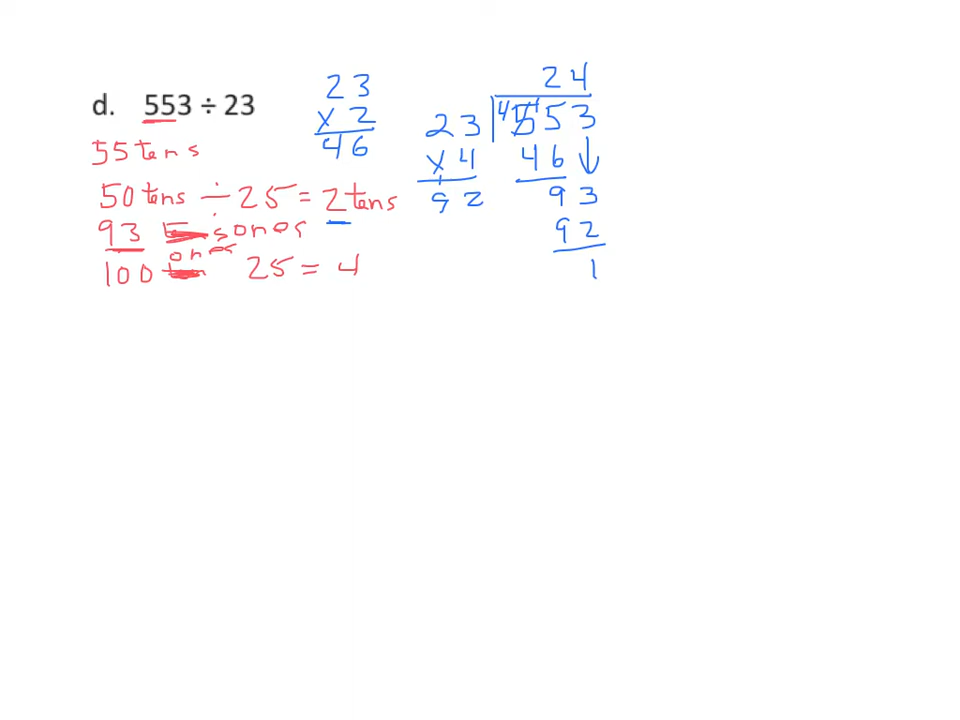 d. 553 ÷ 23
55 tens
50 tens ÷ 25 = 2 tens
93 ones
100 ones 25 = 4
23
x 2
46
24
23 553
x 4 46
92 93
92
1